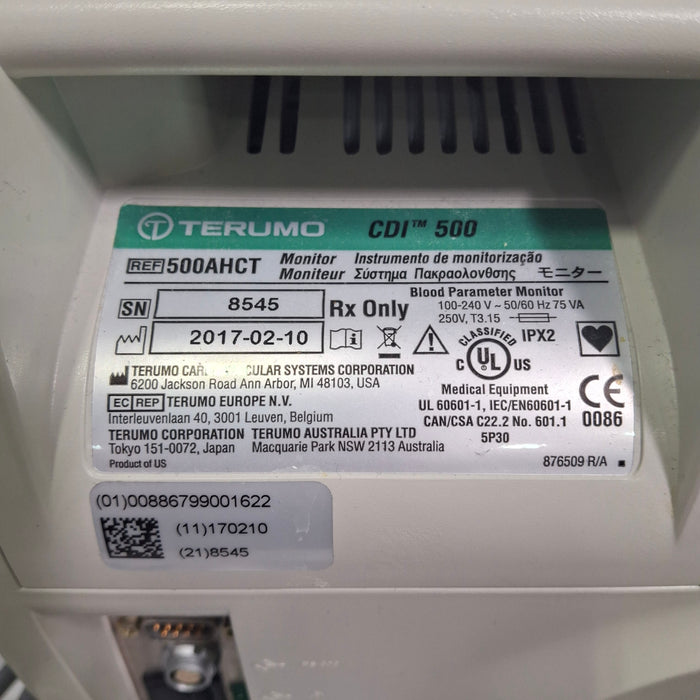 TERUMO CDI™ 500
REF 500AHCT Monitor Instrumento de monitorização
Moniteur Σύστημα Πακραολονθσης モニター
SN 8545 Rx Only
Blood Parameter Monitor
100-240 V ~ 50/60 Hz 75 VA
250V, T3.15
2017-02-10
CLASSIFIED
C UL US
IPX2
TERUMO CULAR SYSTEMS CORPORATION
6200 Jackson Road Ann Arbor, MI 48103, USA
Medical Equipment
EC REP TERUMO EUROPE N.V.
Interleuvenlaan 40, 3001 Leuven, Belgium
UL 60601-1, IEC/EN60601-1
CAN/CSA C22.2 No. 601.1
5P30
CE
0086
TERUMO CORPORATION TERUMO AUSTRALIA PTY LTD
Tokyo 151-0072, Japan Macquarie Park NSW 2113 Australia
Product of US
876509 R/A
(01)00886799001622
(11)170210
(21)8545